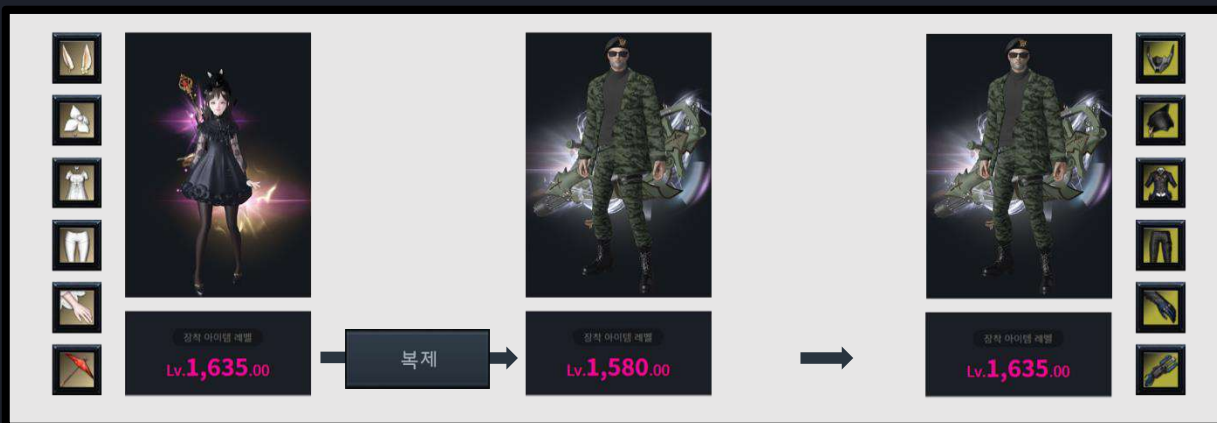 장착 아이템 레벨
Lv.1,635.00
복제
장착 아이템 레벨
Lv.1,580.00
장착 아이템 레벨
Lv.1,635.00